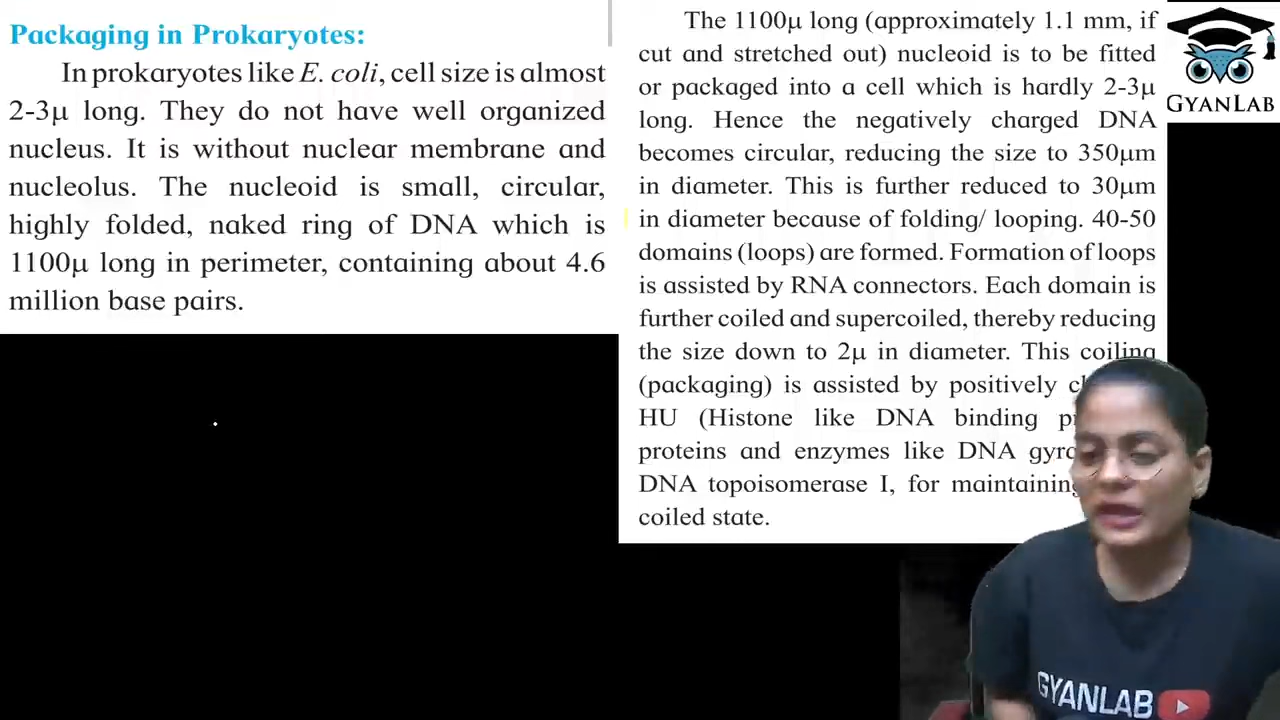 Packaging in Prokaryotes:
In prokaryotes like E. coli, cell size is almost
2-3μ long. They do not have well organized
nucleus. It is without nuclear membrane and
nucleolus. The nucleoid is small, circular,
highly folded, naked ring of DNA which is
1100μ long in perimeter, containing about 4.6
million base pairs.
The 1100μ long (approximately 1.1 mm, if
cut and stretched out) nucleoid is to be fitted
or packaged into a cell which is hardly 2-3μ
long. Hence the negatively charged DNA
becomes circular, reducing the size to 350μm
in diameter. This is further reduced to 30μm
in diameter because of folding/ looping. 40-50
domains (loops) are formed. Formation of loops
is assisted by RNA connectors. Each domain is
further coiled and supercoiled, thereby reducing
the size down to 2μ in diameter. This coiling
(packaging) is assisted by positively
HU (Histone like DNA binding
proteins and enzymes like DNA
DNA topoisomerase I, for maintaining
coiled state.
GYANLAB
GYANLAB